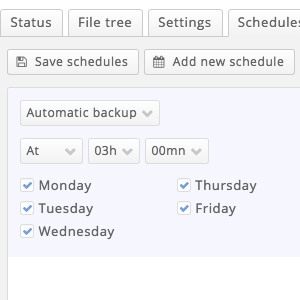 Status File tree Settings Schedules
Save schedules Add new schedule
Automatic backup
At 03h 00mn
Monday Thursday
Tuesday Friday
Wednesday